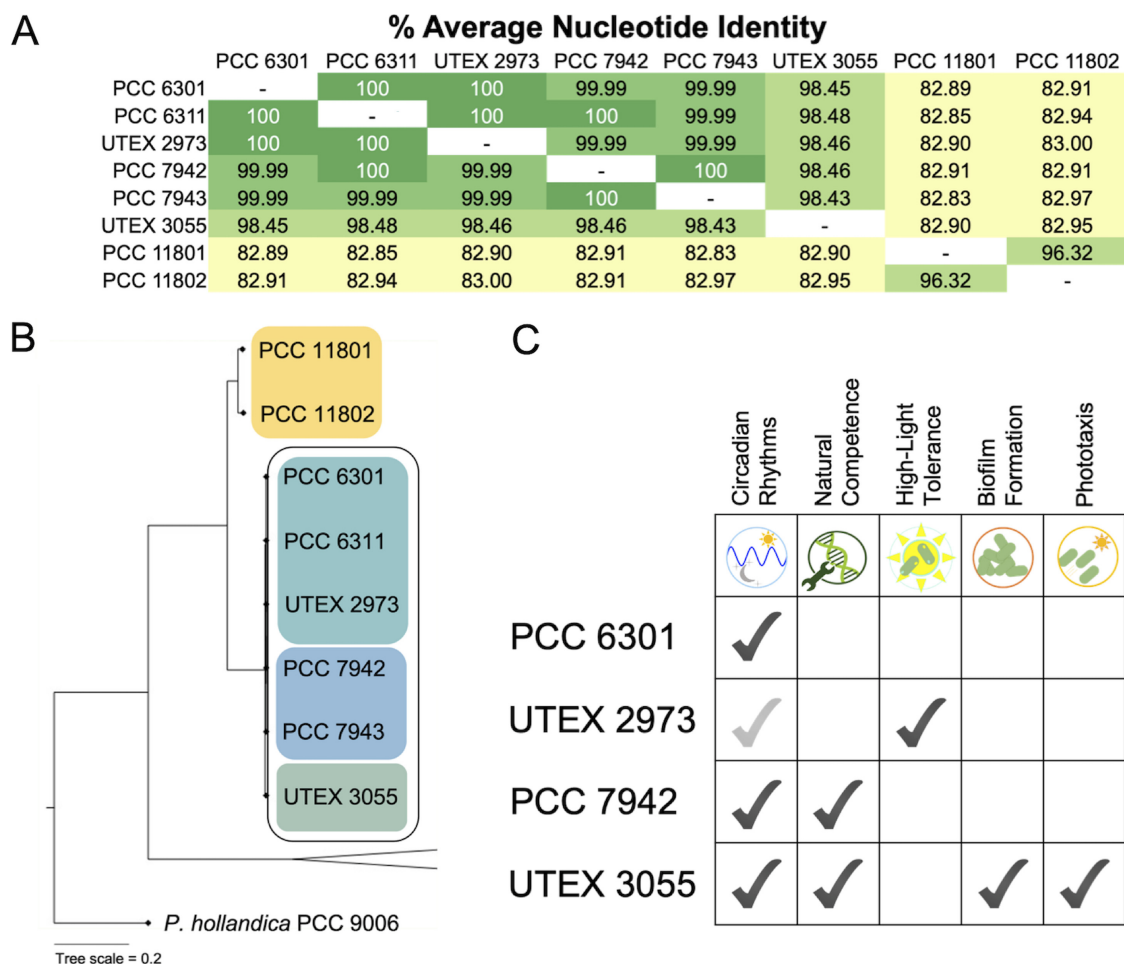 A
% Average Nucleotide Identity
PCC 6301 PCC 6311 UTEX 2973 PCC 7942 PCC 7943 UTEX 3055 PCC 11801 PCC 11802
PCC 6301 - 100 100 99.99 99.99 98.45 82.89 82.91
PCC 6311 100 - 100 100 99.99 98.48 82.85 82.94
UTEX 2973 100 100 - 99.99 99.99 98.46 82.90 83.00
PCC 7942 99.99 100 99.99 - 100 98.46 82.91 82.91
PCC 7943 99.99 99.99 99.99 100 - 98.43 82.83 82.97
UTEX 3055 98.45 98.48 98.46 98.46 98.43 - 82.90 82.95
PCC 11801 82.89 82.85 82.90 82.91 82.83 82.90 - 96.32
PCC 11802 82.91 82.94 83.00 82.91 82.97 82.95 96.32 -
B
PCC 11801
PCC 11802
PCC 6301
PCC 6311
UTEX 2973
PCC 7942
PCC 7943
UTEX 3055
P. hollandica PCC 9006
Tree scale = 0.2
C
Circadian
Rhythms
Natural
Competence
High-Light
Tolerance
Biofilm
Formation
Phototaxis
PCC 6301
UTEX 2973
PCC 7942
UTEX 3055